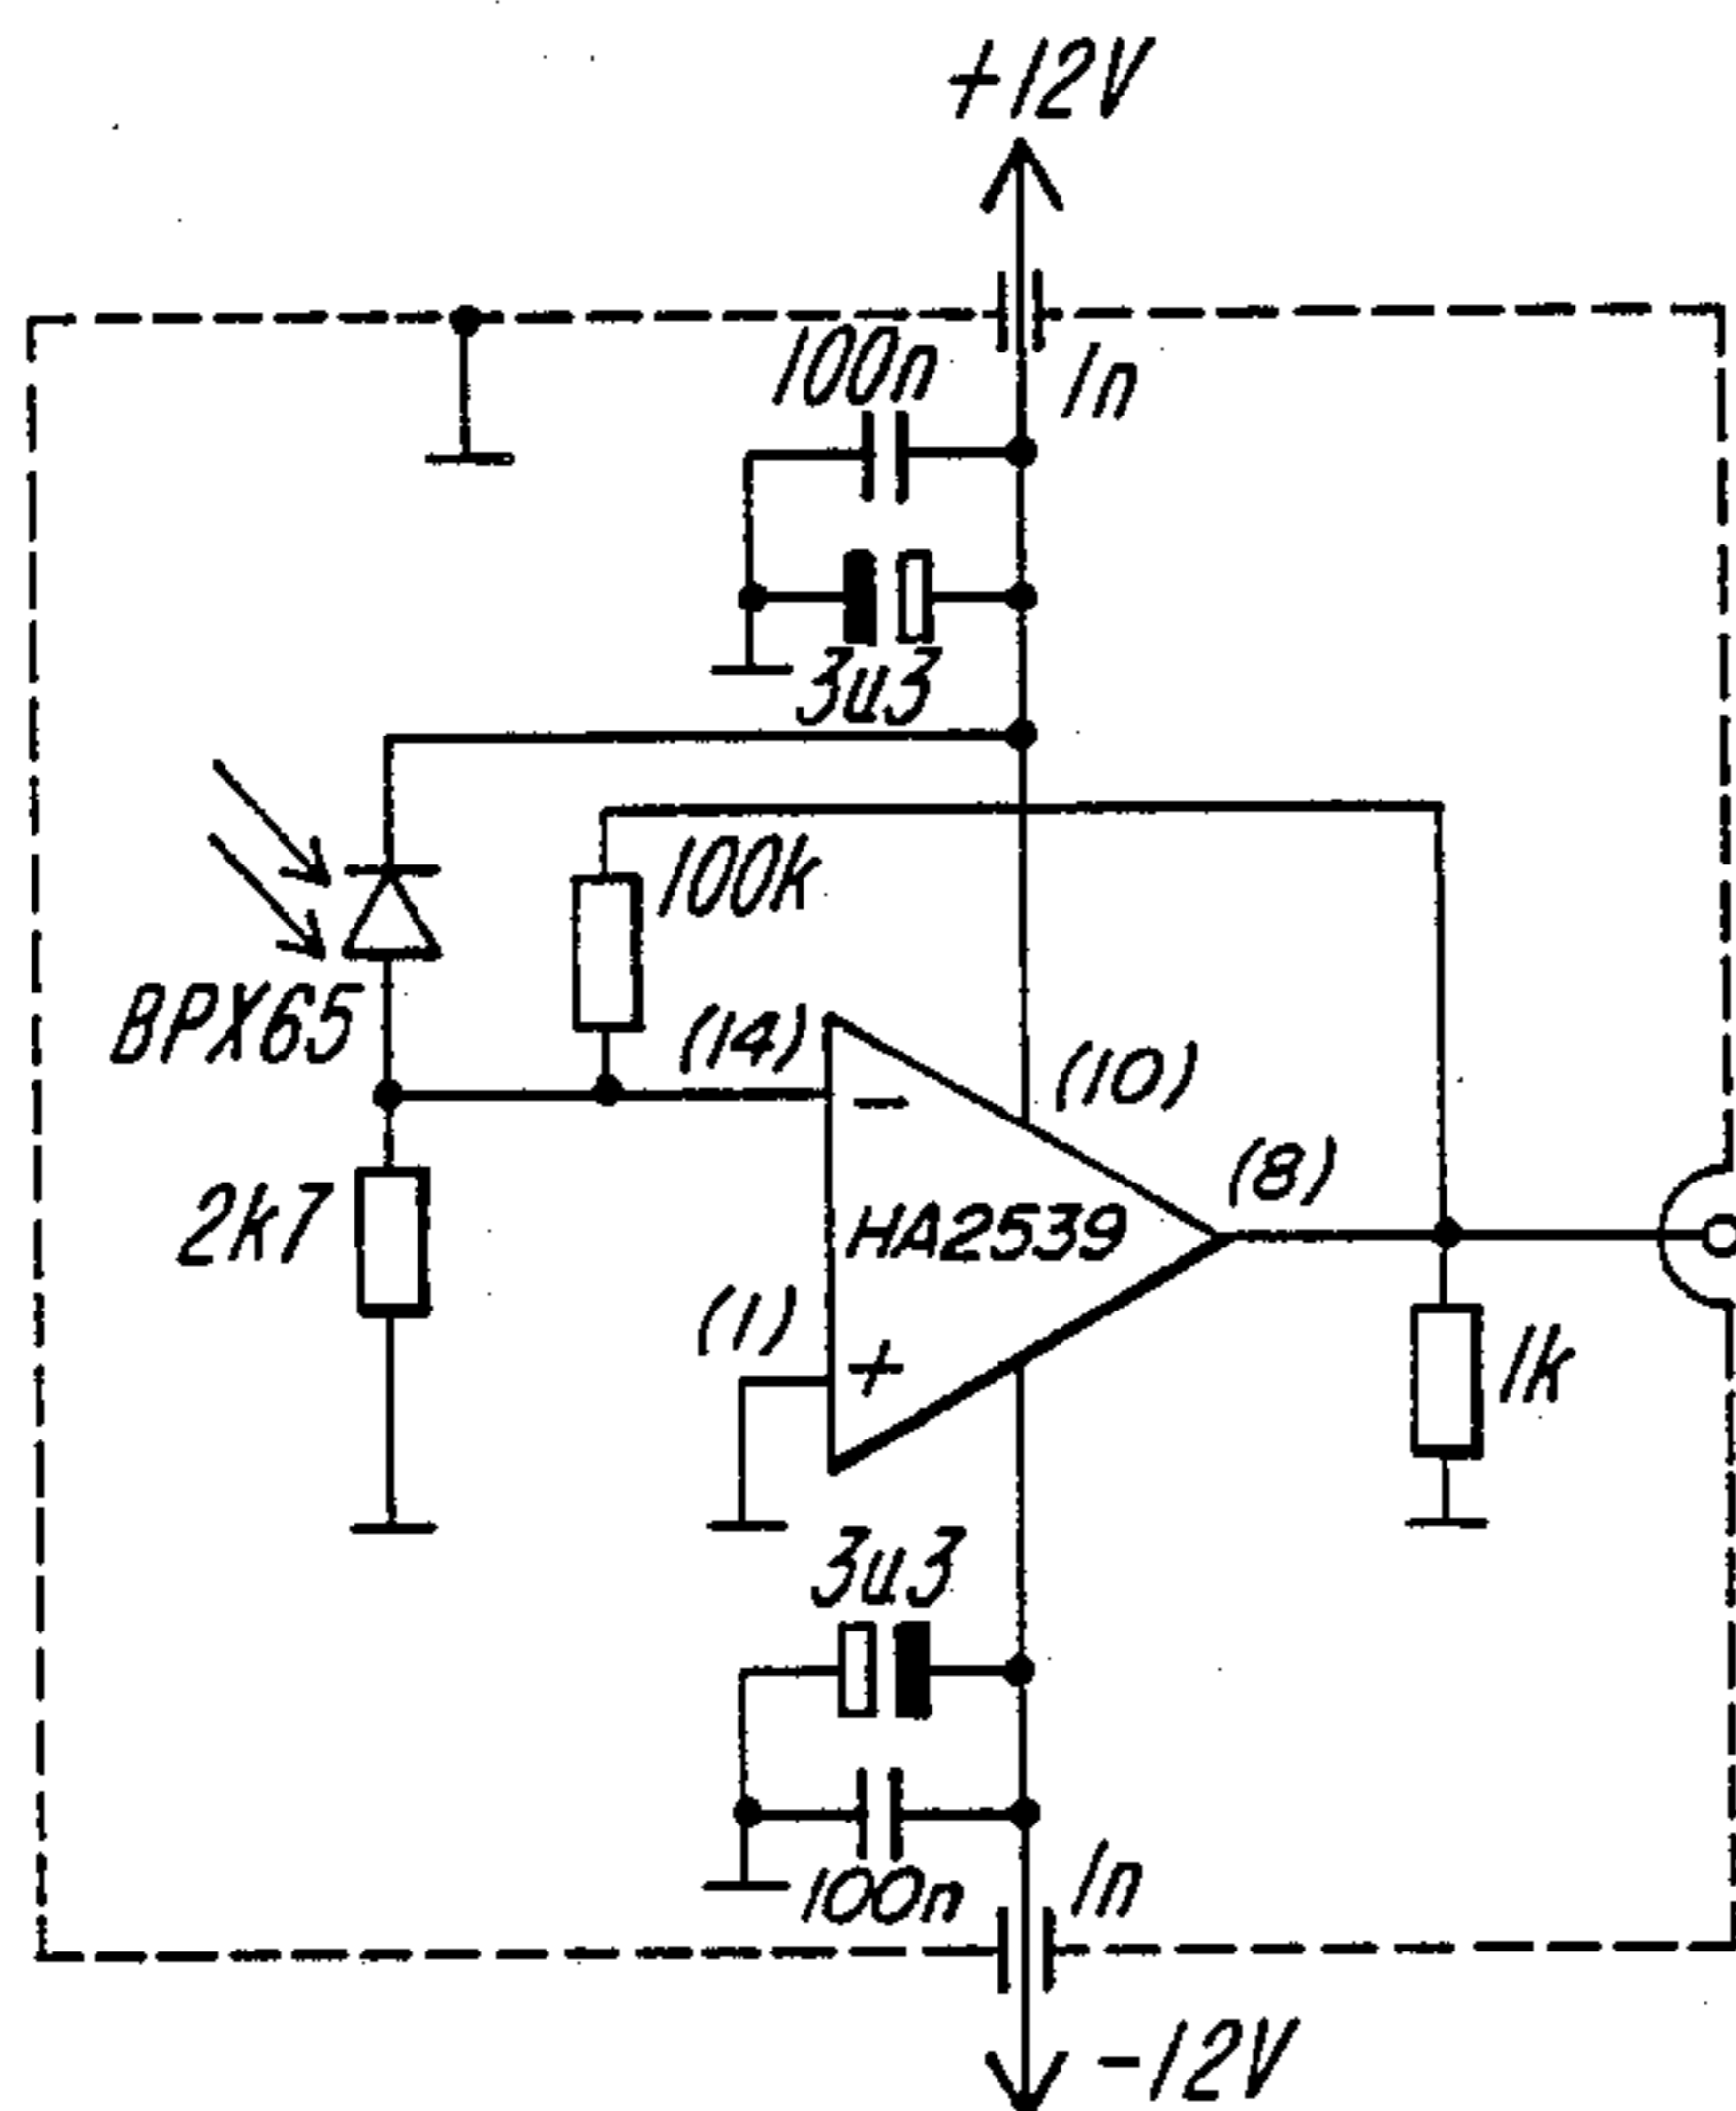 +12V
100n
1n
3u3
100k
BPX65
(14)
-
(10)
(8)
2k7
HA2539
(1)
+
1k
3u3
1n
100n
-12V